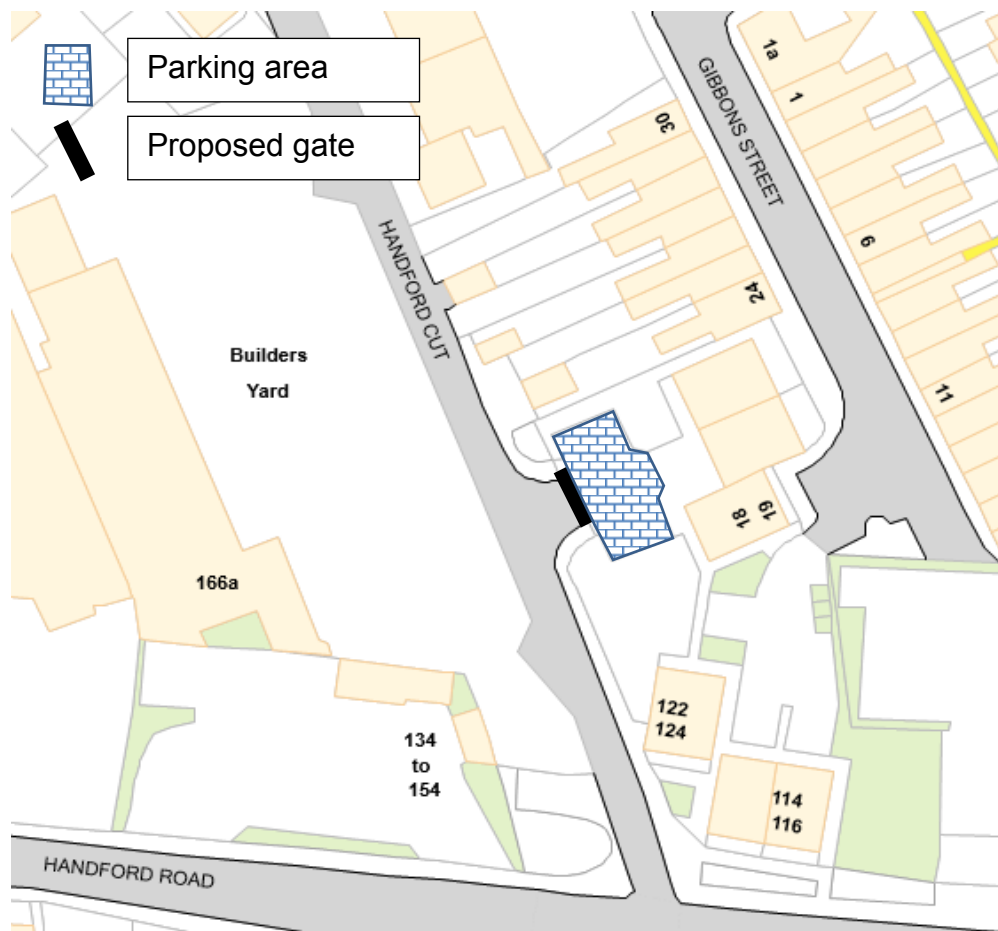 Parking area
Proposed gate
1a
1
30
GIBBONS STREET
9
HANDFORD CUT
24
Builders
Yard
11
19
18
166a
122
124
134
to
154
114
116
HANDFORD ROAD